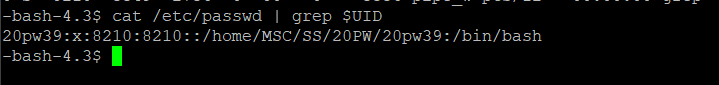 -bash-4.3$ cat /etc/passwd | grep $UID
20pw39:x:8210:8210::/home/MSC/SS/20PW/20pw39:/bin/bash
-bash-4.3$